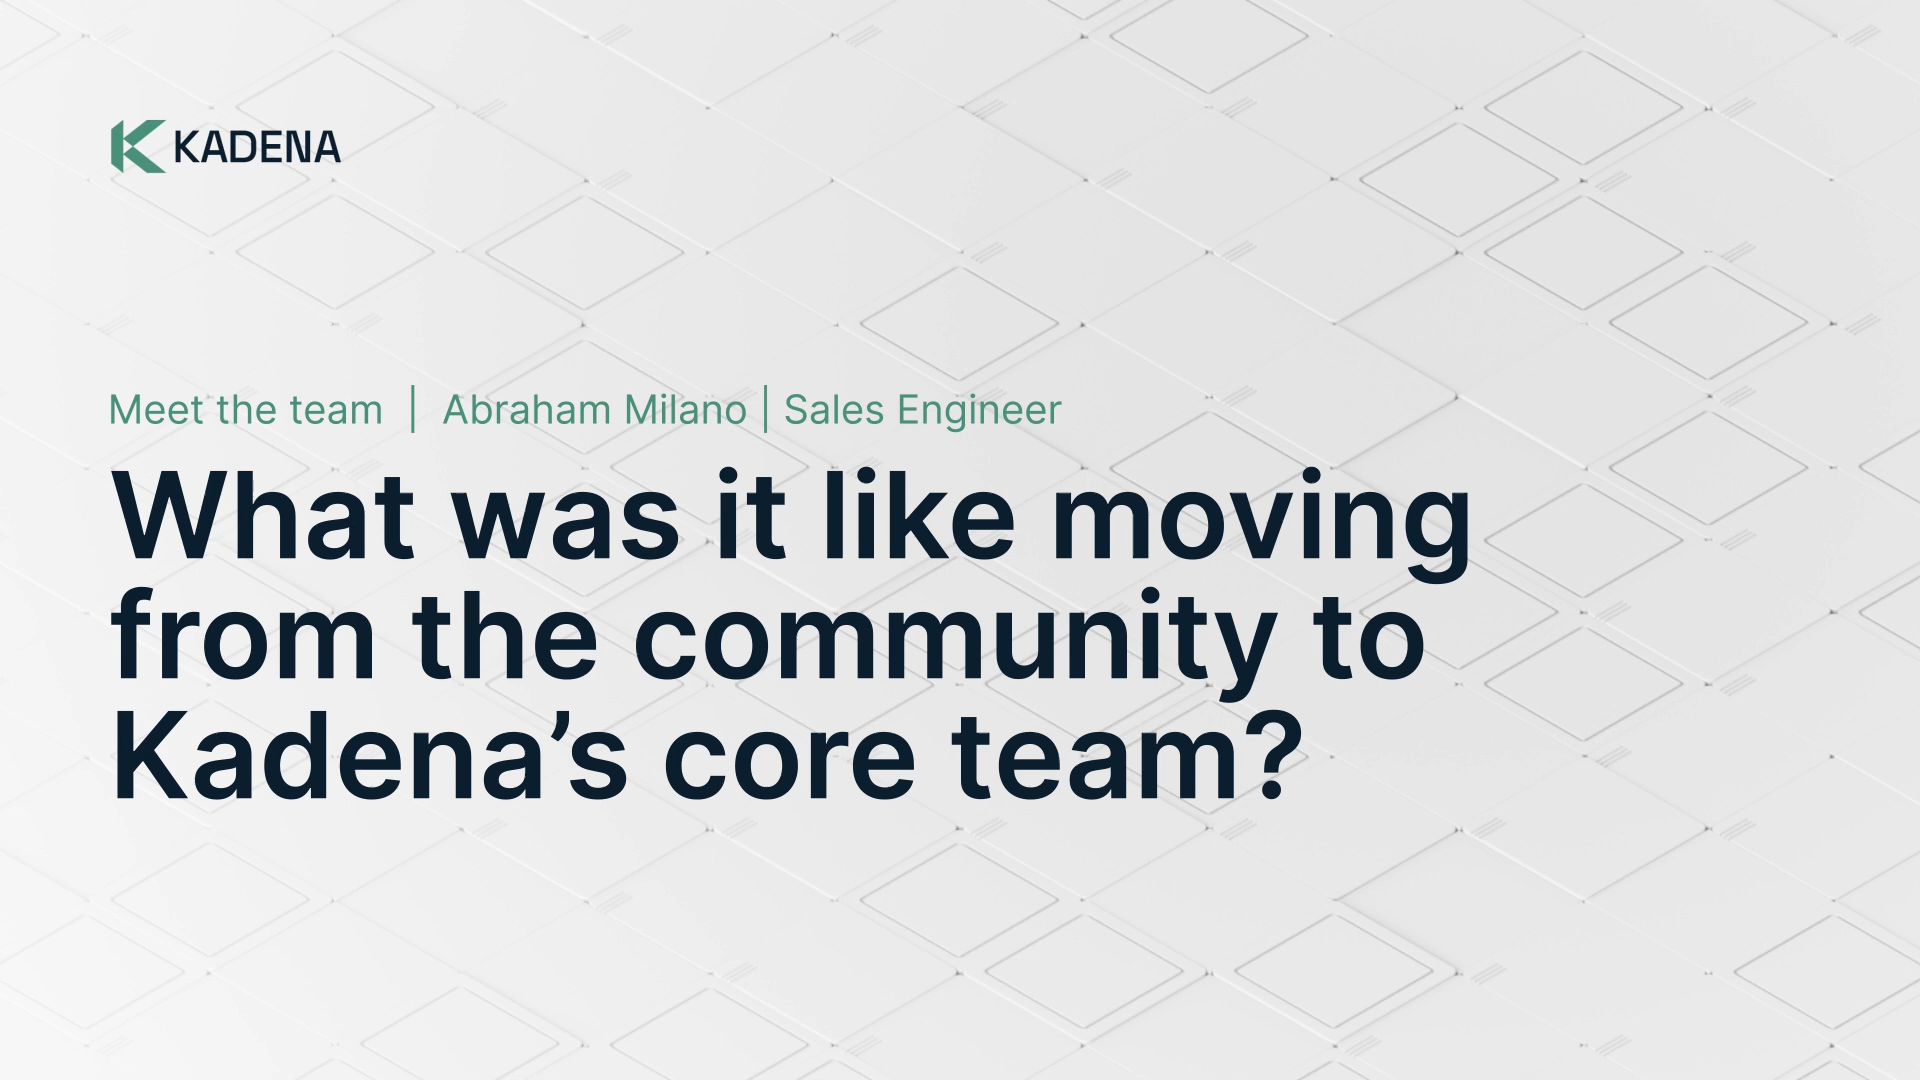 KADENA
Meet the team | Abraham Milano | Sales Engineer
What was it like moving
from the community to
Kadena’s core team?